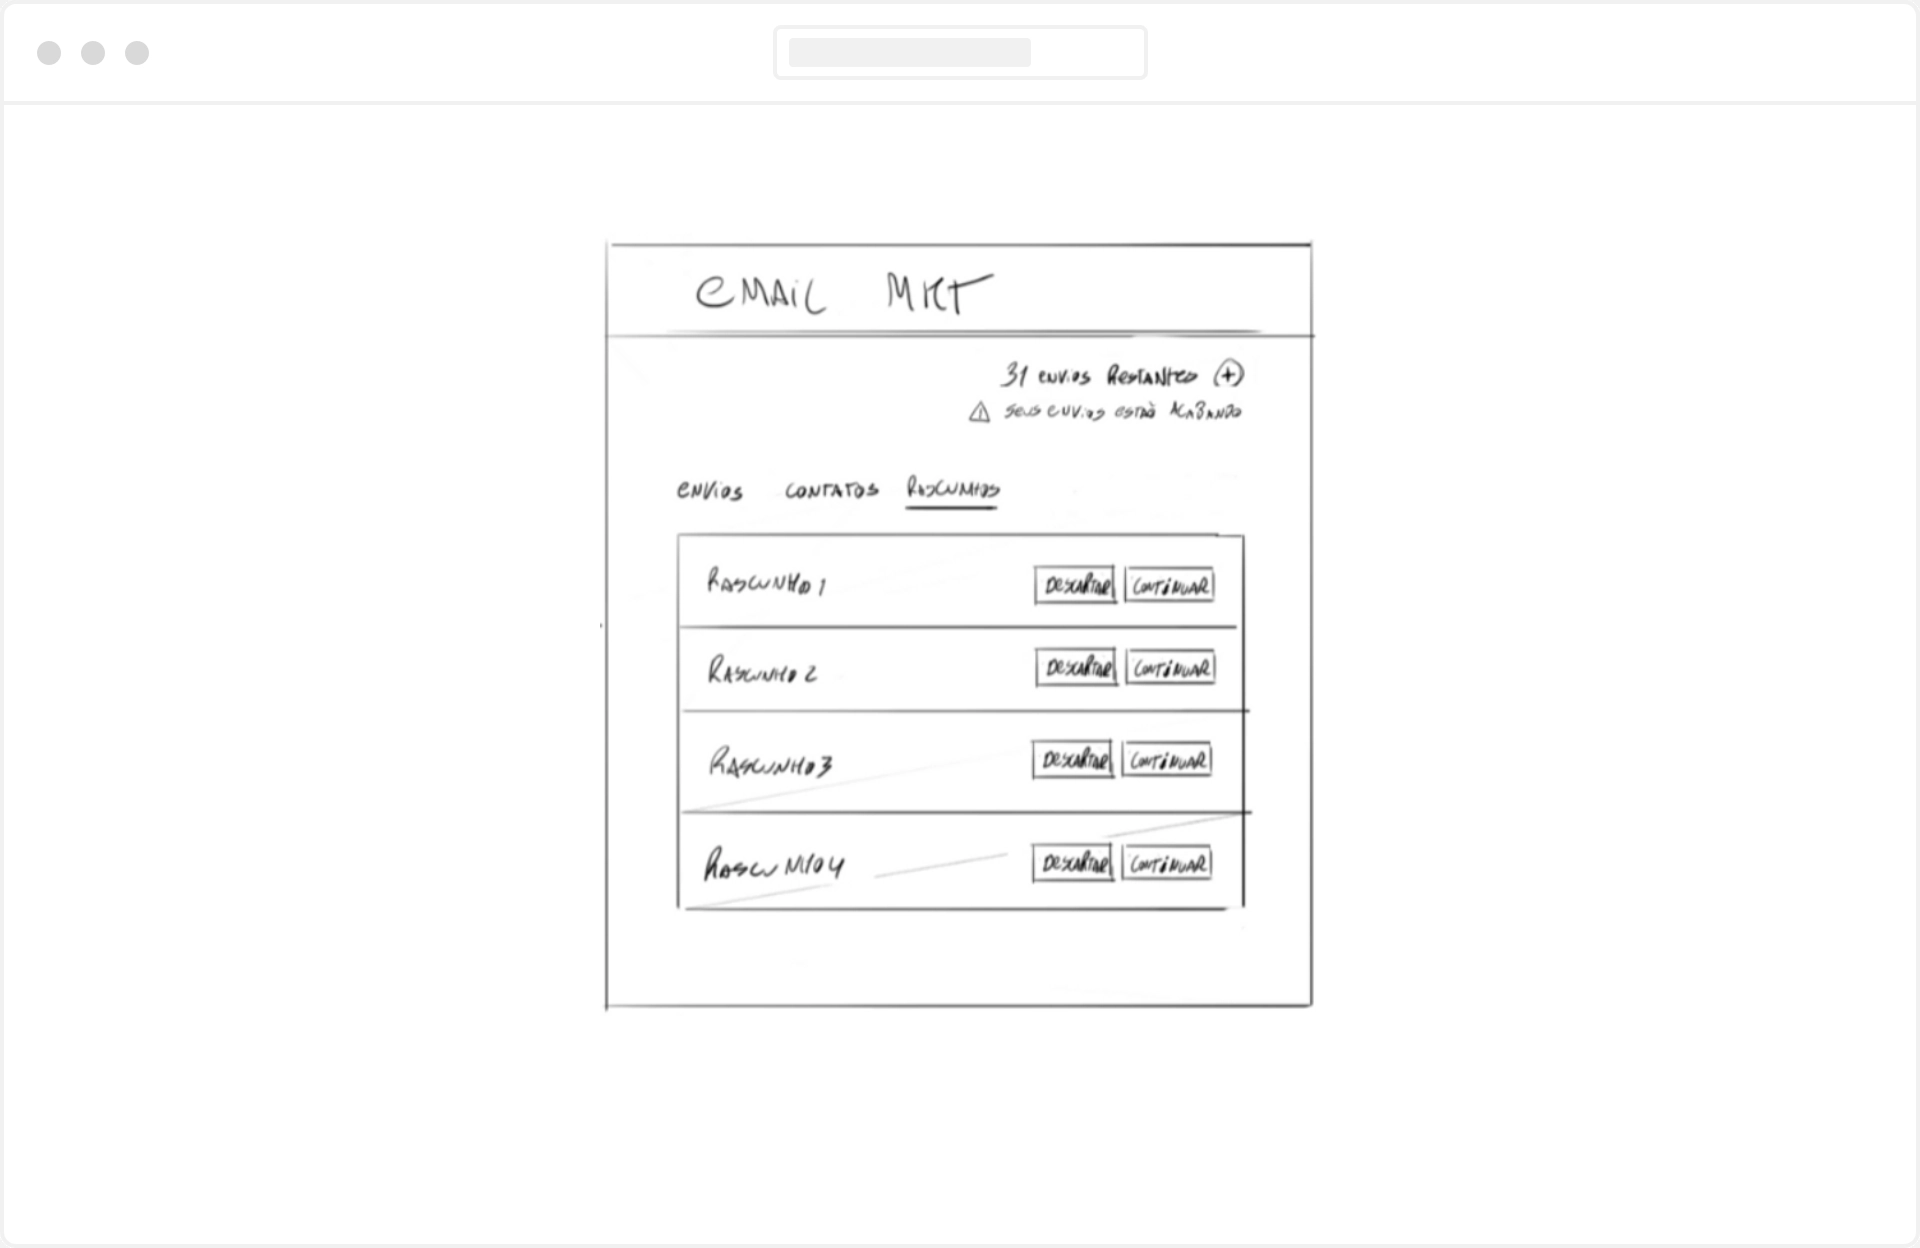 EMAIL MKT
31 ENVIOS RESTANTES +
SEUS ENVIOS ESTÃO ACABANDO
ENVIOS CONTATOS RASCUNHOS
RASCUNHO 1 DESCARTAR CONTINUAR
RASCUNHO 2 DESCARTAR CONTINUAR
RASCUNHO 3 DESCARTAR CONTINUAR
RASCUNHO 4 DESCARTAR CONTINUAR